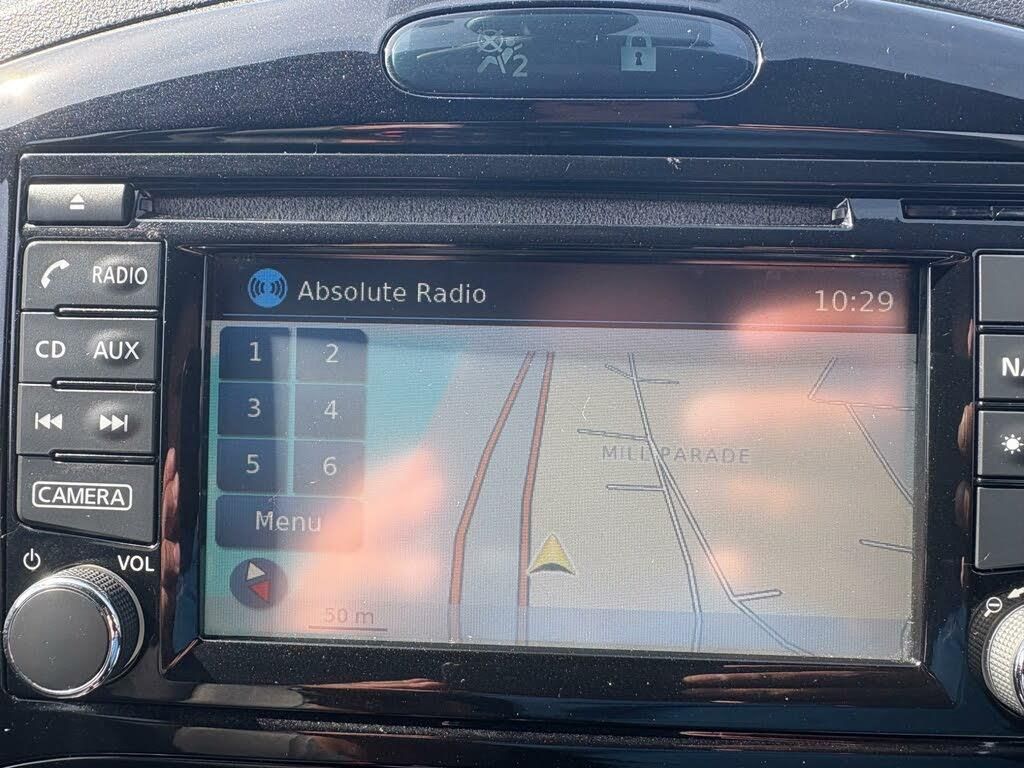 2
RADIO
CD AUX
CAMERA
VOL
Absolute Radio
10:29
1 2
3 4
5 6
Menu
50 m
MILL PARADE